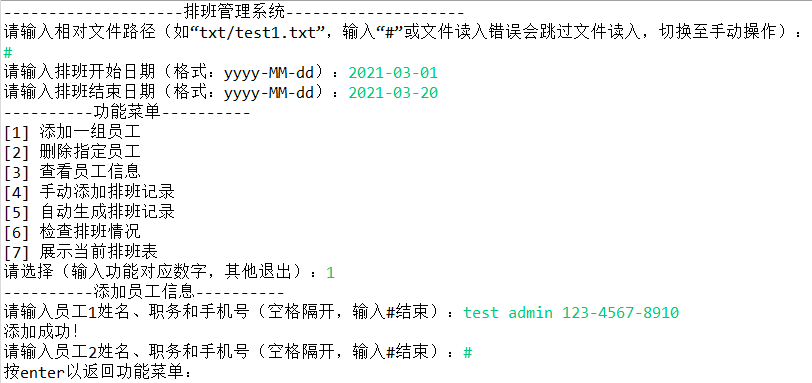 --------------------排班管理系统--------------------
请输入相对文件路径（如“txt/test1.txt”，输入“#”或文件读入错误会跳过文件读入，切换至手动操作）：
#
请输入排班开始日期（格式：yyyy-MM-dd）：2021-03-01
请输入排班结束日期（格式：yyyy-MM-dd）：2021-03-20
----------功能菜单----------
[1] 添加一组员工
[2] 删除指定员工
[3] 查看员工信息
[4] 手动添加排班记录
[5] 自动生成排班记录
[6] 检查排班情况
[7] 展示当前排班表
请选择（输入功能对应数字，其他退出）：1
----------添加员工信息----------
请输入员工1姓名、职务和手机号（空格隔开，输入#结束）：test admin 123-4567-8910
添加成功！
请输入员工2姓名、职务和手机号（空格隔开，输入#结束）：#
按enter以返回功能菜单：